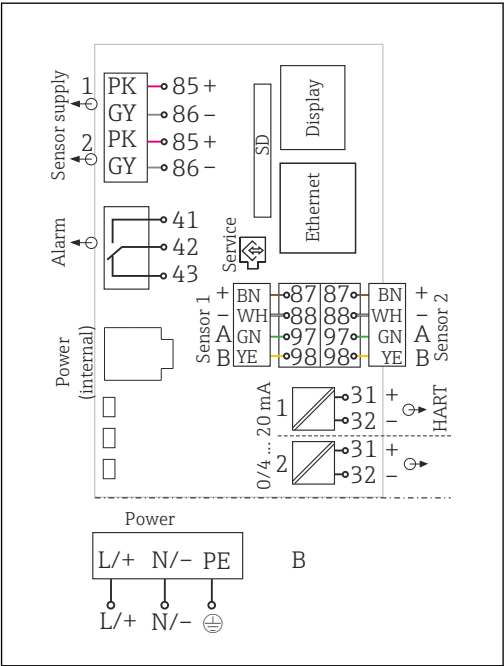 Sensor supply
1 PK 85 +
GY 86 –
2 PK 85 +
GY 86 –
Alarm
41
42
43
Power
(internal)
SD
Display
Ethernet
Service
Sensor 1
+ BN 87 87 BN +
– WH 88 88 WH –
A GN 97 97 GN A
B YE 98 98 YE B
Sensor 2
0/4 ... 20 mA
1 31 +
32 –
HART
2 31 +
32 –
Power
L/+ N/– PE
B
L/+ N/–